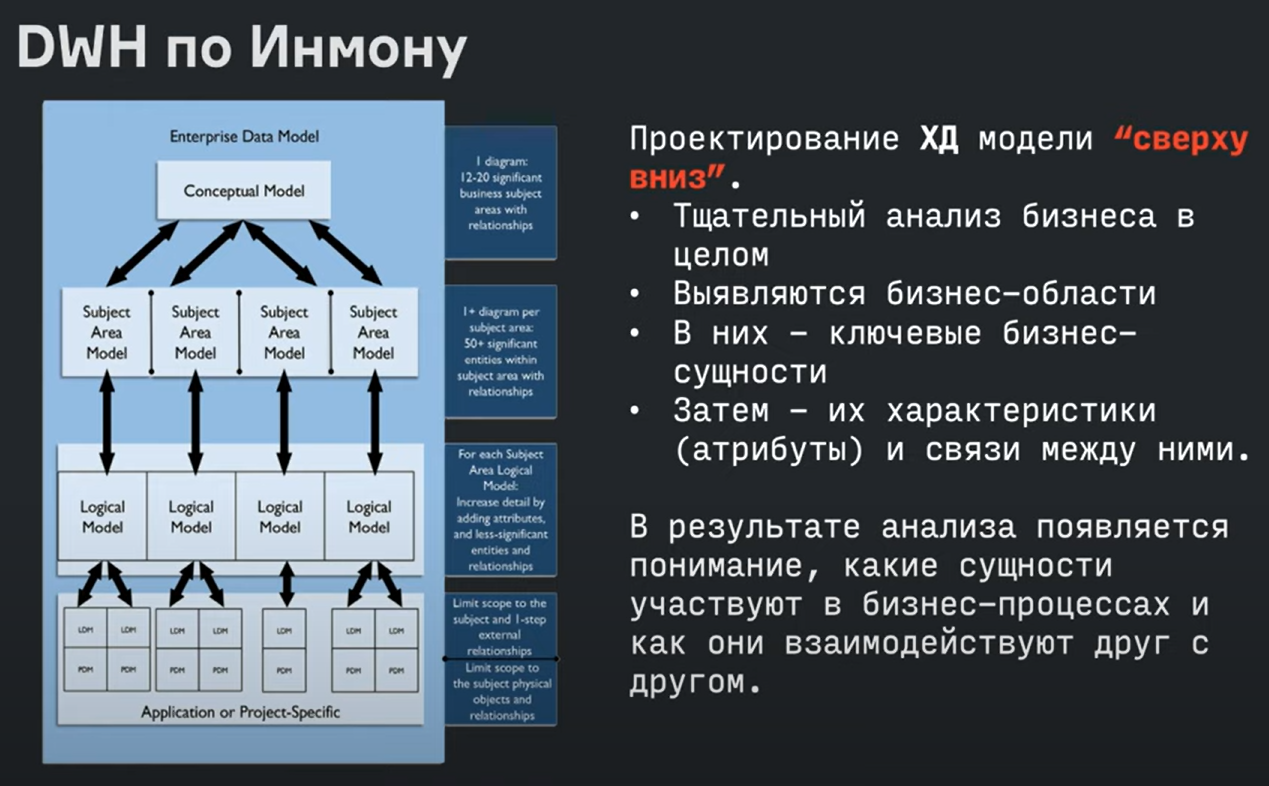 DWH по Инмону
Enterprise Data Model
Conceptual Model
1 diagram:
12-20 significant
business subject
areas with
relationships
Subject
Area
Model
Subject
Area
Model
Subject
Area
Model
Subject
Area
Model
1+ diagram per
subject area:
50+ significant
entities within
subject area with
relationships
Logical
Model
Logical
Model
Logical
Model
Logical
Model
For each Subject
Area Logical
Model:
Increase detail by
adding attributes,
and less-significant
entities and
relationships
LDM
LDM
LDM
LDM
LDM
LDM
LDM
PDM
PDM
PDM
PDM
PDM
PDM
PDM
Application or Project-Specific
Limit scope to the
subject and 1-step
external
relationships
Limit scope to
the subject physical
objects and
relationships
Проектирование ХД модели “сверху
вниз”.
• Тщательный анализ бизнеса в
целом
• Выявляются бизнес-области
• В них – ключевые бизнес-
сущности
• Затем – их характеристики
(атрибуты) и связи между ними.
В результате анализа появляется
понимание, какие сущности
участвуют в бизнес-процессах и
как они взаимодействуют друг с
другом.